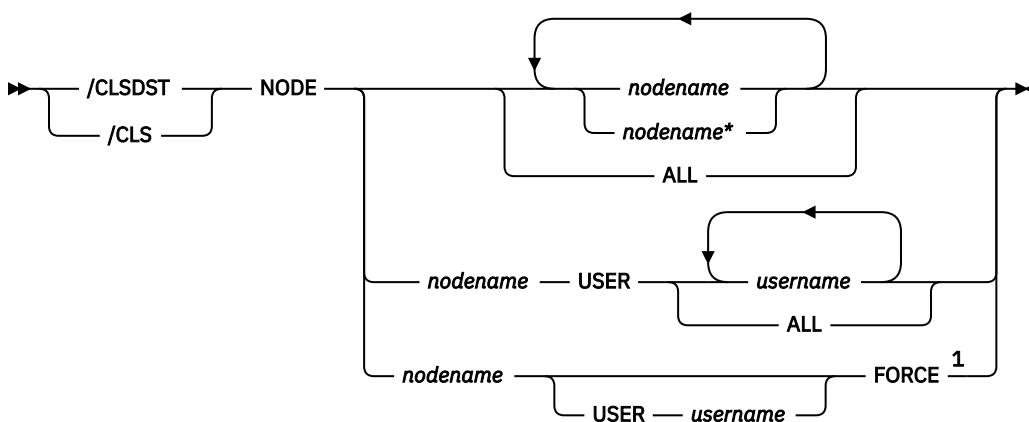 /CLSDST NODE nodename
/CLS nodename*
ALL
nodename USER username
ALL
nodename FORCE 1
USER username